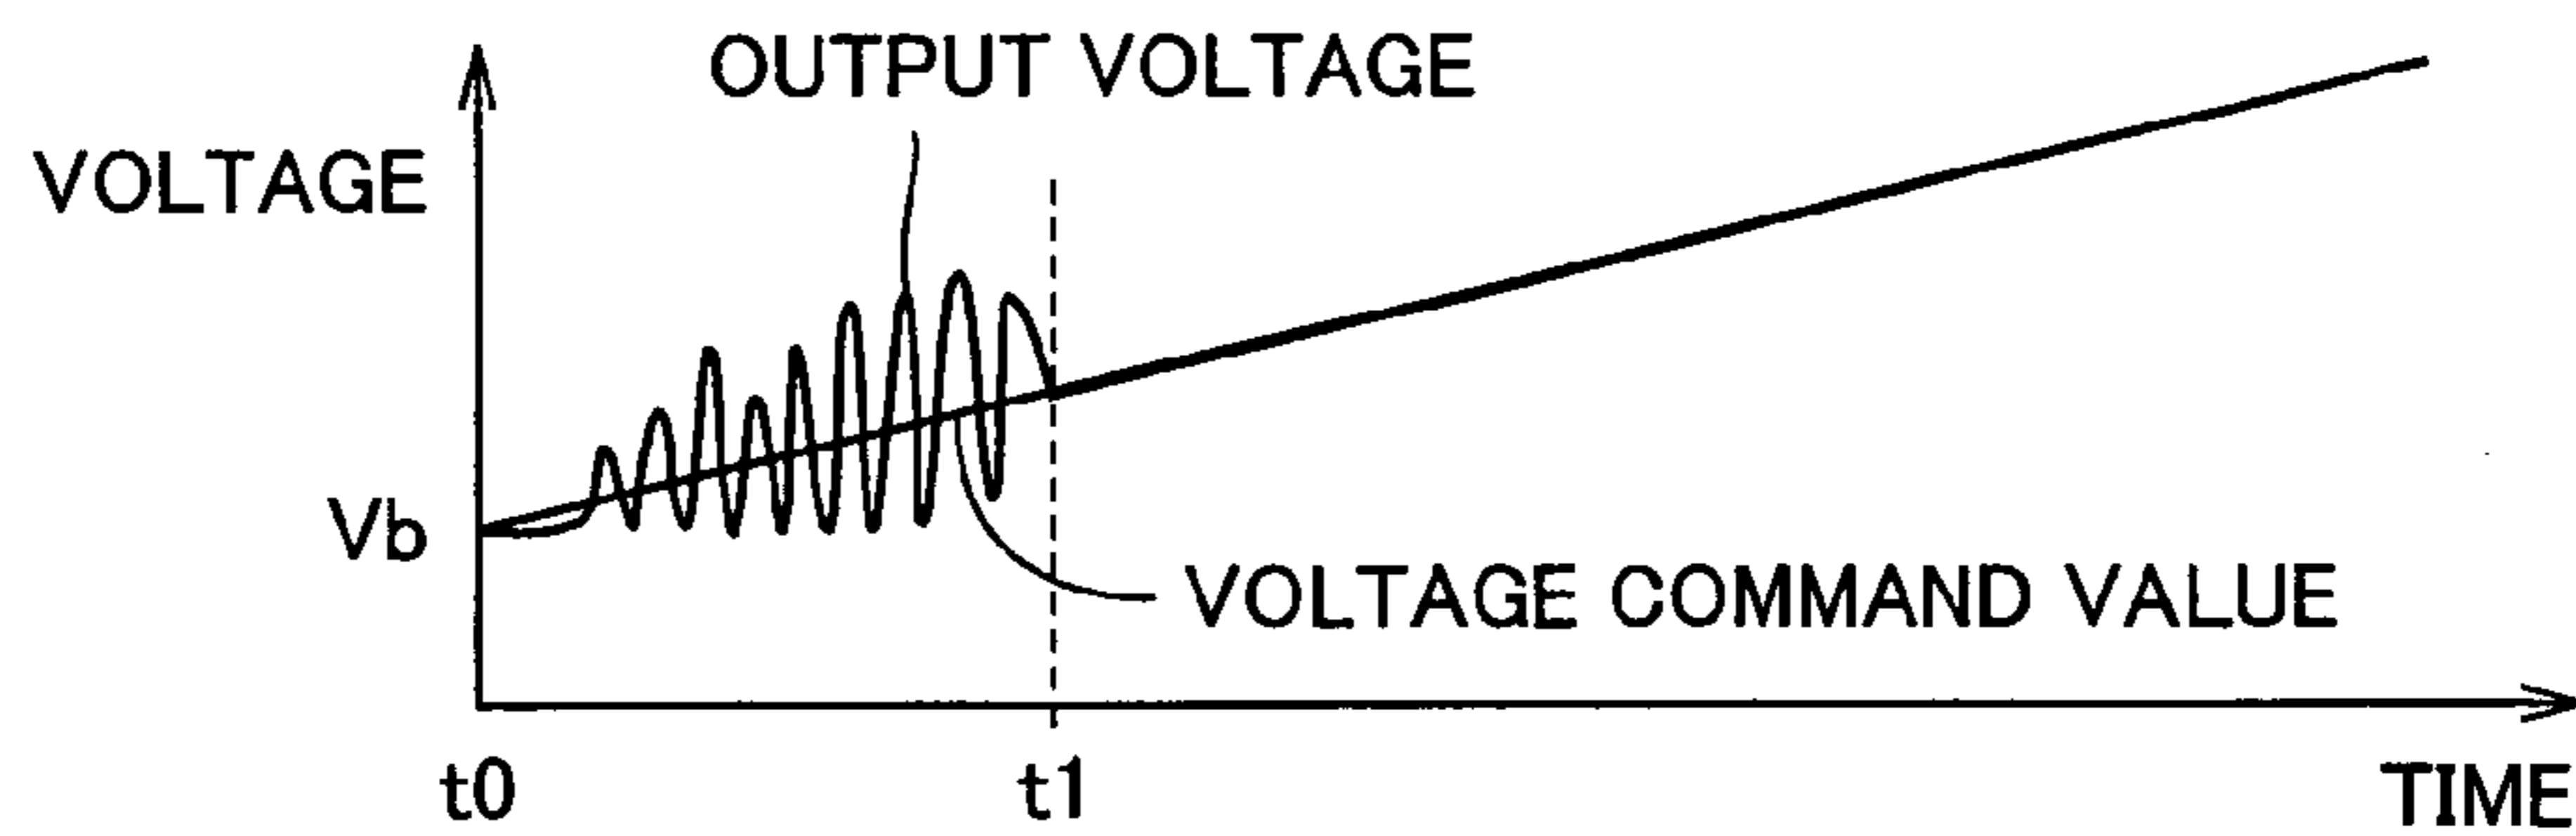 OUTPUT VOLTAGE
VOLTAGE
Vb
VOLTAGE COMMAND VALUE
t0
t1
TIME